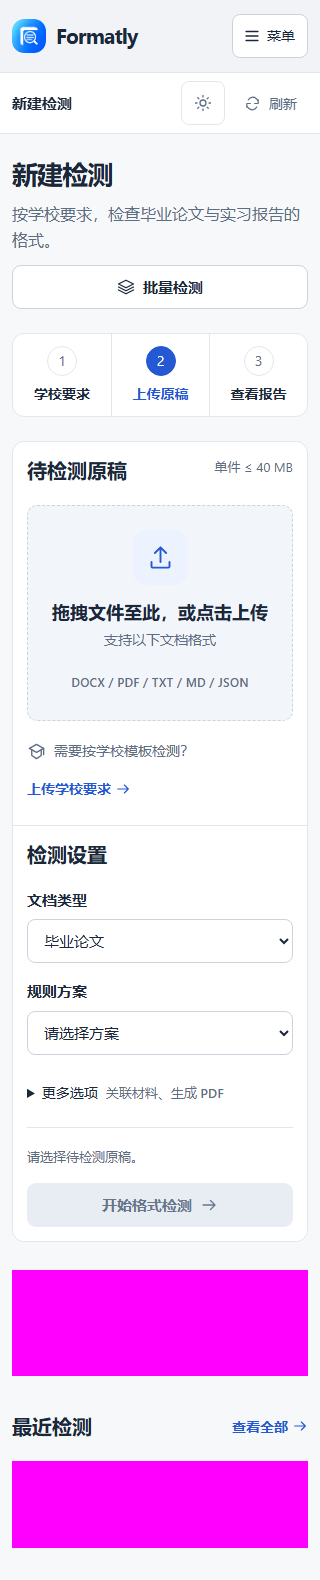 Formatly
菜单
新建检测
刷新
新建检测
按学校要求，检查毕业论文与实习报告的
格式。
批量检测
1
2
3
学校要求
上传原稿
查看报告
待检测原稿
单件 ≤ 40 MB
拖拽文件至此，或点击上传
支持以下文档格式
DOCX / PDF / TXT / MD / JSON
需要按学校模板检测?
上传学校要求 →
检测设置
文档类型
毕业论文
规则方案
请选择方案
▶ 更多选项 关联材料、生成 PDF
请选择待检测原稿。
开始格式检测 →
最近检测
查看全部 →